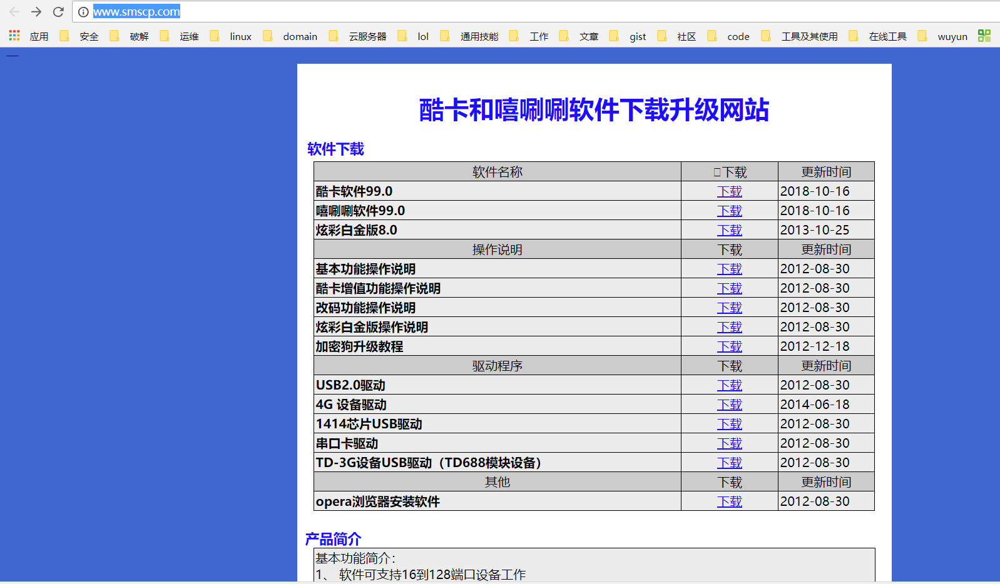 www.smscp.com
应用 安全 破解 运维 linux domain 云服务器 lol 通用技能 工作 文章 gist 社区 code 工具及其使用 在线工具 wuyun
酷卡和嘻唰唰软件下载升级网站
软件下载
软件名称 下载 更新时间
酷卡软件99.0 下载 2018-10-16
嘻唰唰软件99.0 下载 2018-10-16
炫彩白金版8.0 下载 2013-10-25
操作说明 下载 更新时间
基本功能操作说明 下载 2012-08-30
酷卡增值功能操作说明 下载 2012-08-30
改码功能操作说明 下载 2012-08-30
炫彩白金版操作说明 下载 2012-08-30
加密狗升级教程 下载 2012-12-18
驱动程序 下载 更新时间
USB2.0驱动 下载 2012-08-30
4G 设备驱动 下载 2014-06-18
1414芯片USB驱动 下载 2012-08-30
串口卡驱动 下载 2012-08-30
TD-3G设备USB驱动（TD688模块设备） 下载 2012-08-30
其他 下载 更新时间
opera浏览器安装软件 下载 2012-08-30
产品简介
基本功能简介：
1、 软件可支持16到128端口设备工作